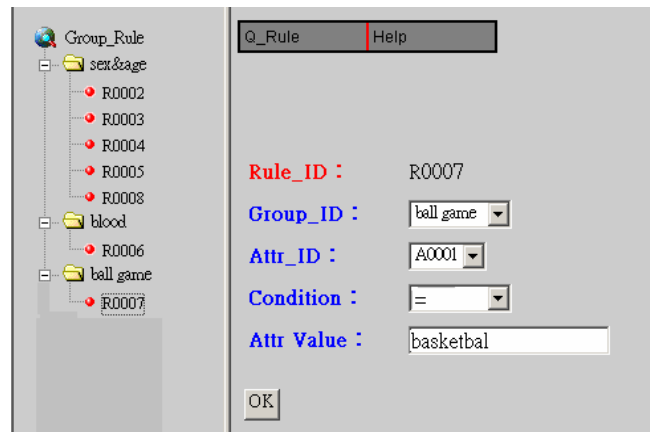 Group_Rule
sex&age
R0002
R0003
R0004
R0005
R0008
blood
R0006
ball game
R0007
Q_Rule Help
Rule_ID： R0007
Group_ID： ball game
Attr_ID： A0001
Condition： =
Attr Value： basketbal
OK